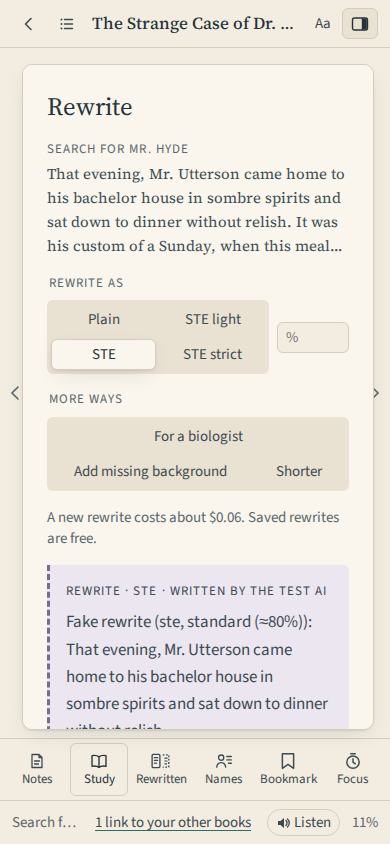 The Strange Case of Dr. ...
Aa
Rewrite
SEARCH FOR MR. HYDE
That evening, Mr. Utterson came home to
his bachelor house in sombre spirits and
sat down to dinner without relish. It was
his custom of a Sunday, when this meal...
REWRITE AS
Plain
STE light
%
STE
STE strict
MORE WAYS
For a biologist
Add missing background
Shorter
A new rewrite costs about $0.06. Saved rewrites
are free.
REWRITE · STE · WRITTEN BY THE TEST AI
Fake rewrite (ste, standard (≈80%)):
That evening, Mr. Utterson came
home to his bachelor house in
sombre spirits and sat down to dinner
without relish
Notes
Study
Rewritten
Names
Bookmark
Focus
Search f...
1 link to your other books
Listen
11%